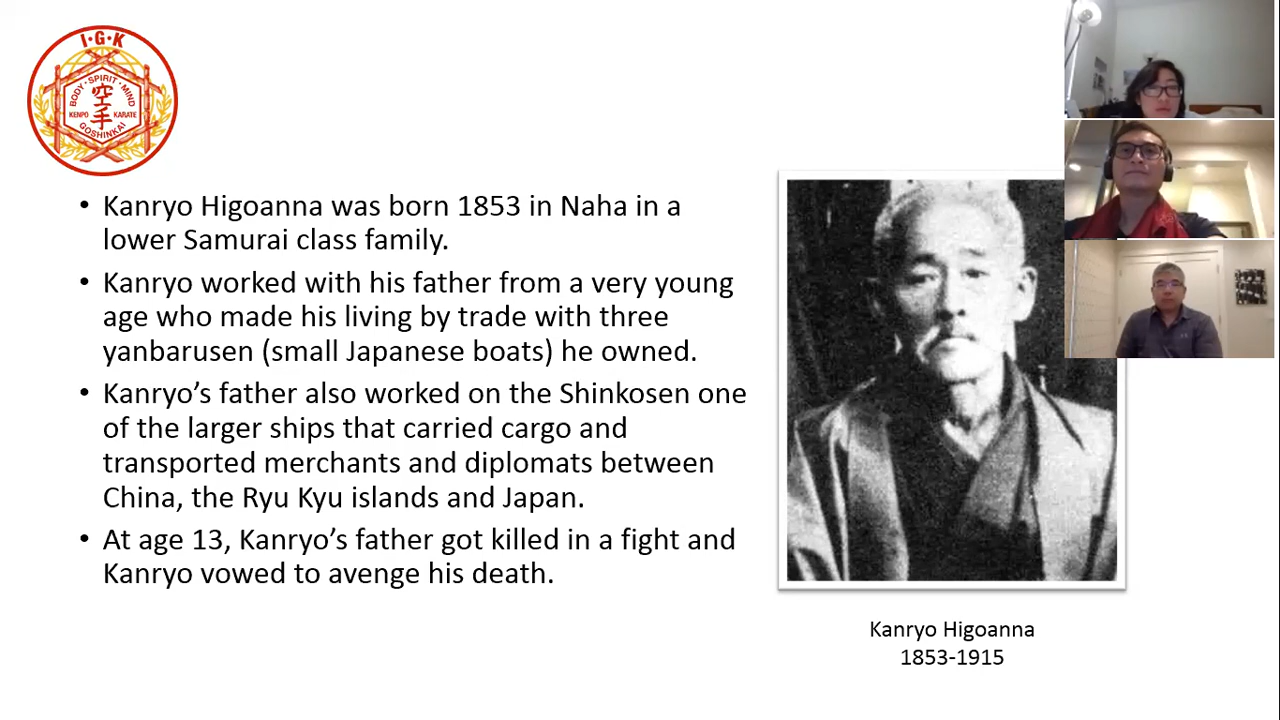 I·G·K
BODY · SPIRIT · MIND
空手
KENPO KARATE
GOSHINKAI
• Kanryo Higoanna was born 1853 in Naha in a
lower Samurai class family.
• Kanryo worked with his father from a very young
age who made his living by trade with three
yanbarusen (small Japanese boats) he owned.
• Kanryo’s father also worked on the Shinkosen one
of the larger ships that carried cargo and
transported merchants and diplomats between
China, the Ryu Kyu islands and Japan.
• At age 13, Kanryo’s father got killed in a fight and
Kanryo vowed to avenge his death.
Kanryo Higoanna
1853-1915